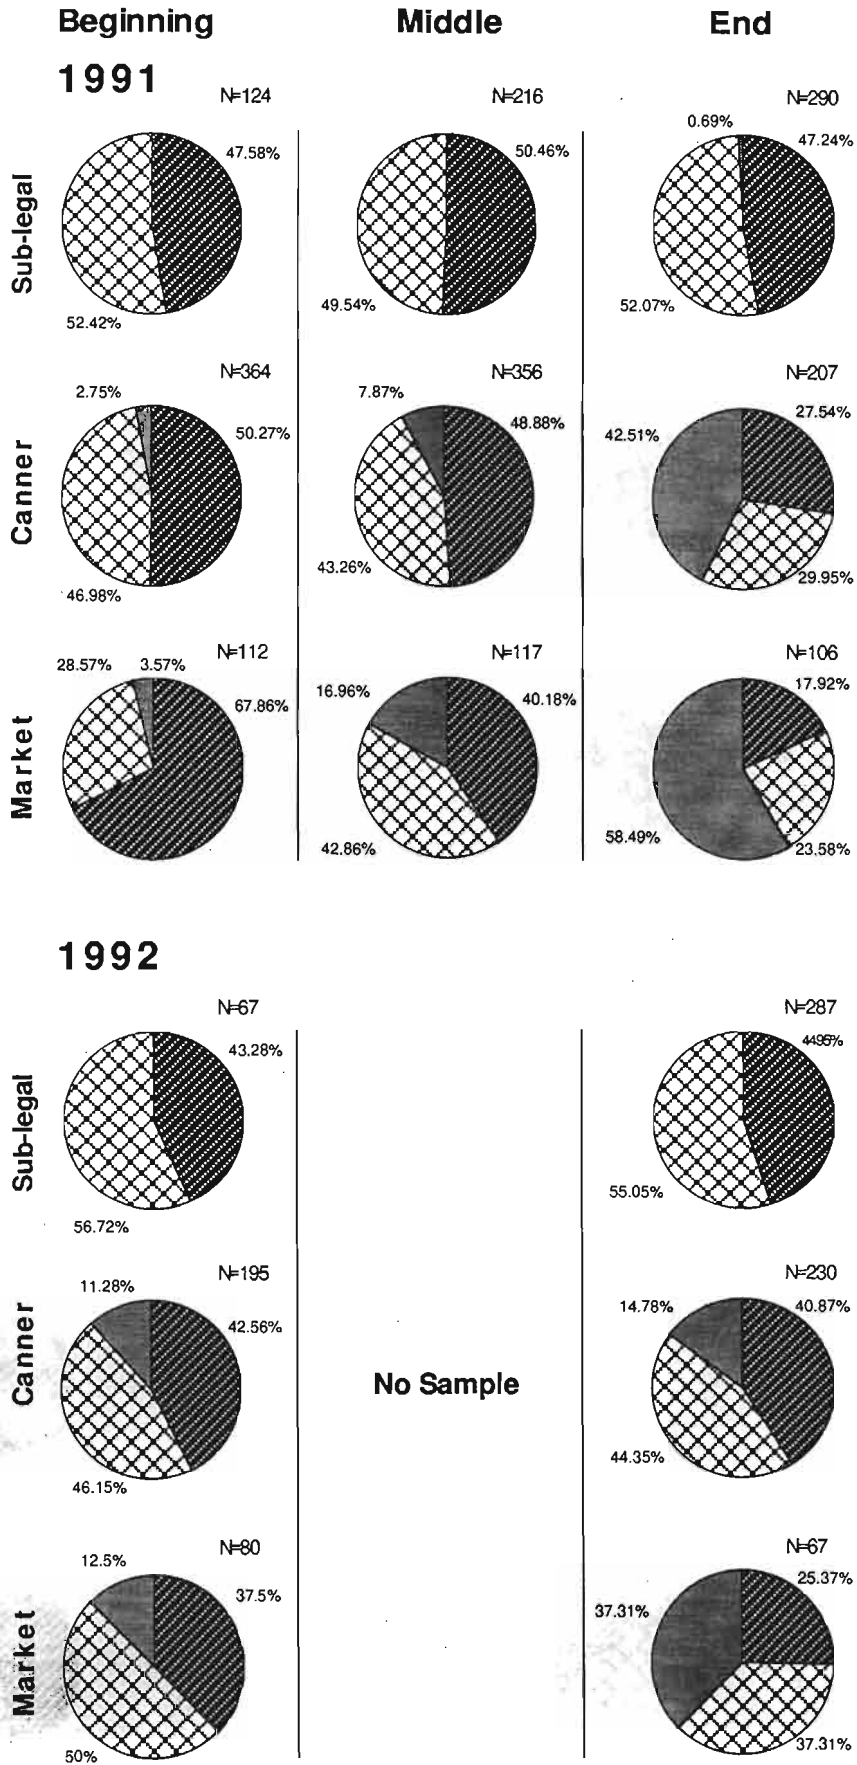 Beginning Middle End
1991
N=124 N=216 N=290
0.69%
47.58% 50.46% 47.24%
Sub-legal
52.42% 49.54% 52.07%
N=364 N=356 N=207
2.75% 7.87% 27.54%
50.27% 48.88% 42.51%
Canner
46.98% 43.26% 29.95%
N=112 N=117 N=106
28.57% 3.57% 16.96% 17.92%
67.86% 40.18%
Market
42.86% 58.49% 23.58%
1992
N=67 N=287
43.28% 4495%
Sub-legal
56.72% 55.05%
N=195 N=230
11.28% 14.78% 40.87%
42.56%
Canner
No Sample
46.15% 44.35%
N=80 N=67
12.5% 25.37%
37.5% 37.31%
Market
50% 37.31%